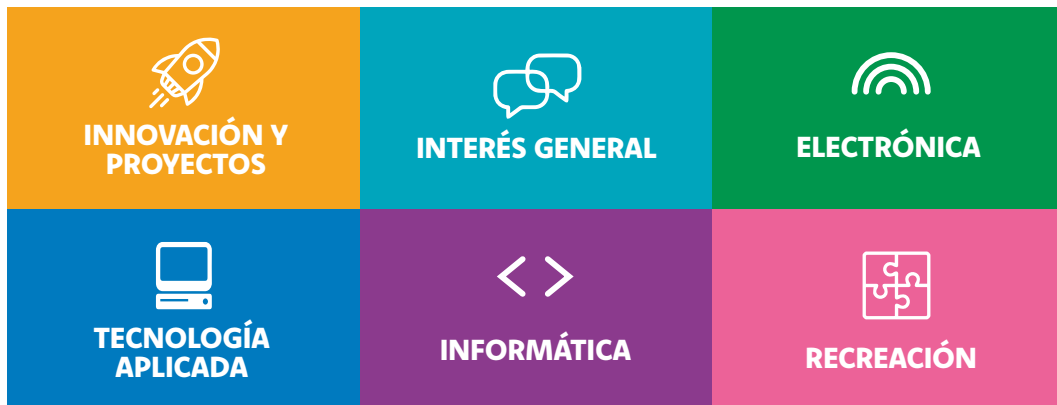 INNOVACIÓN Y
PROYECTOS
INTERÉS GENERAL
ELECTRÓNICA
TECNOLOGÍA
APLICADA
INFORMÁTICA
RECREACIÓN